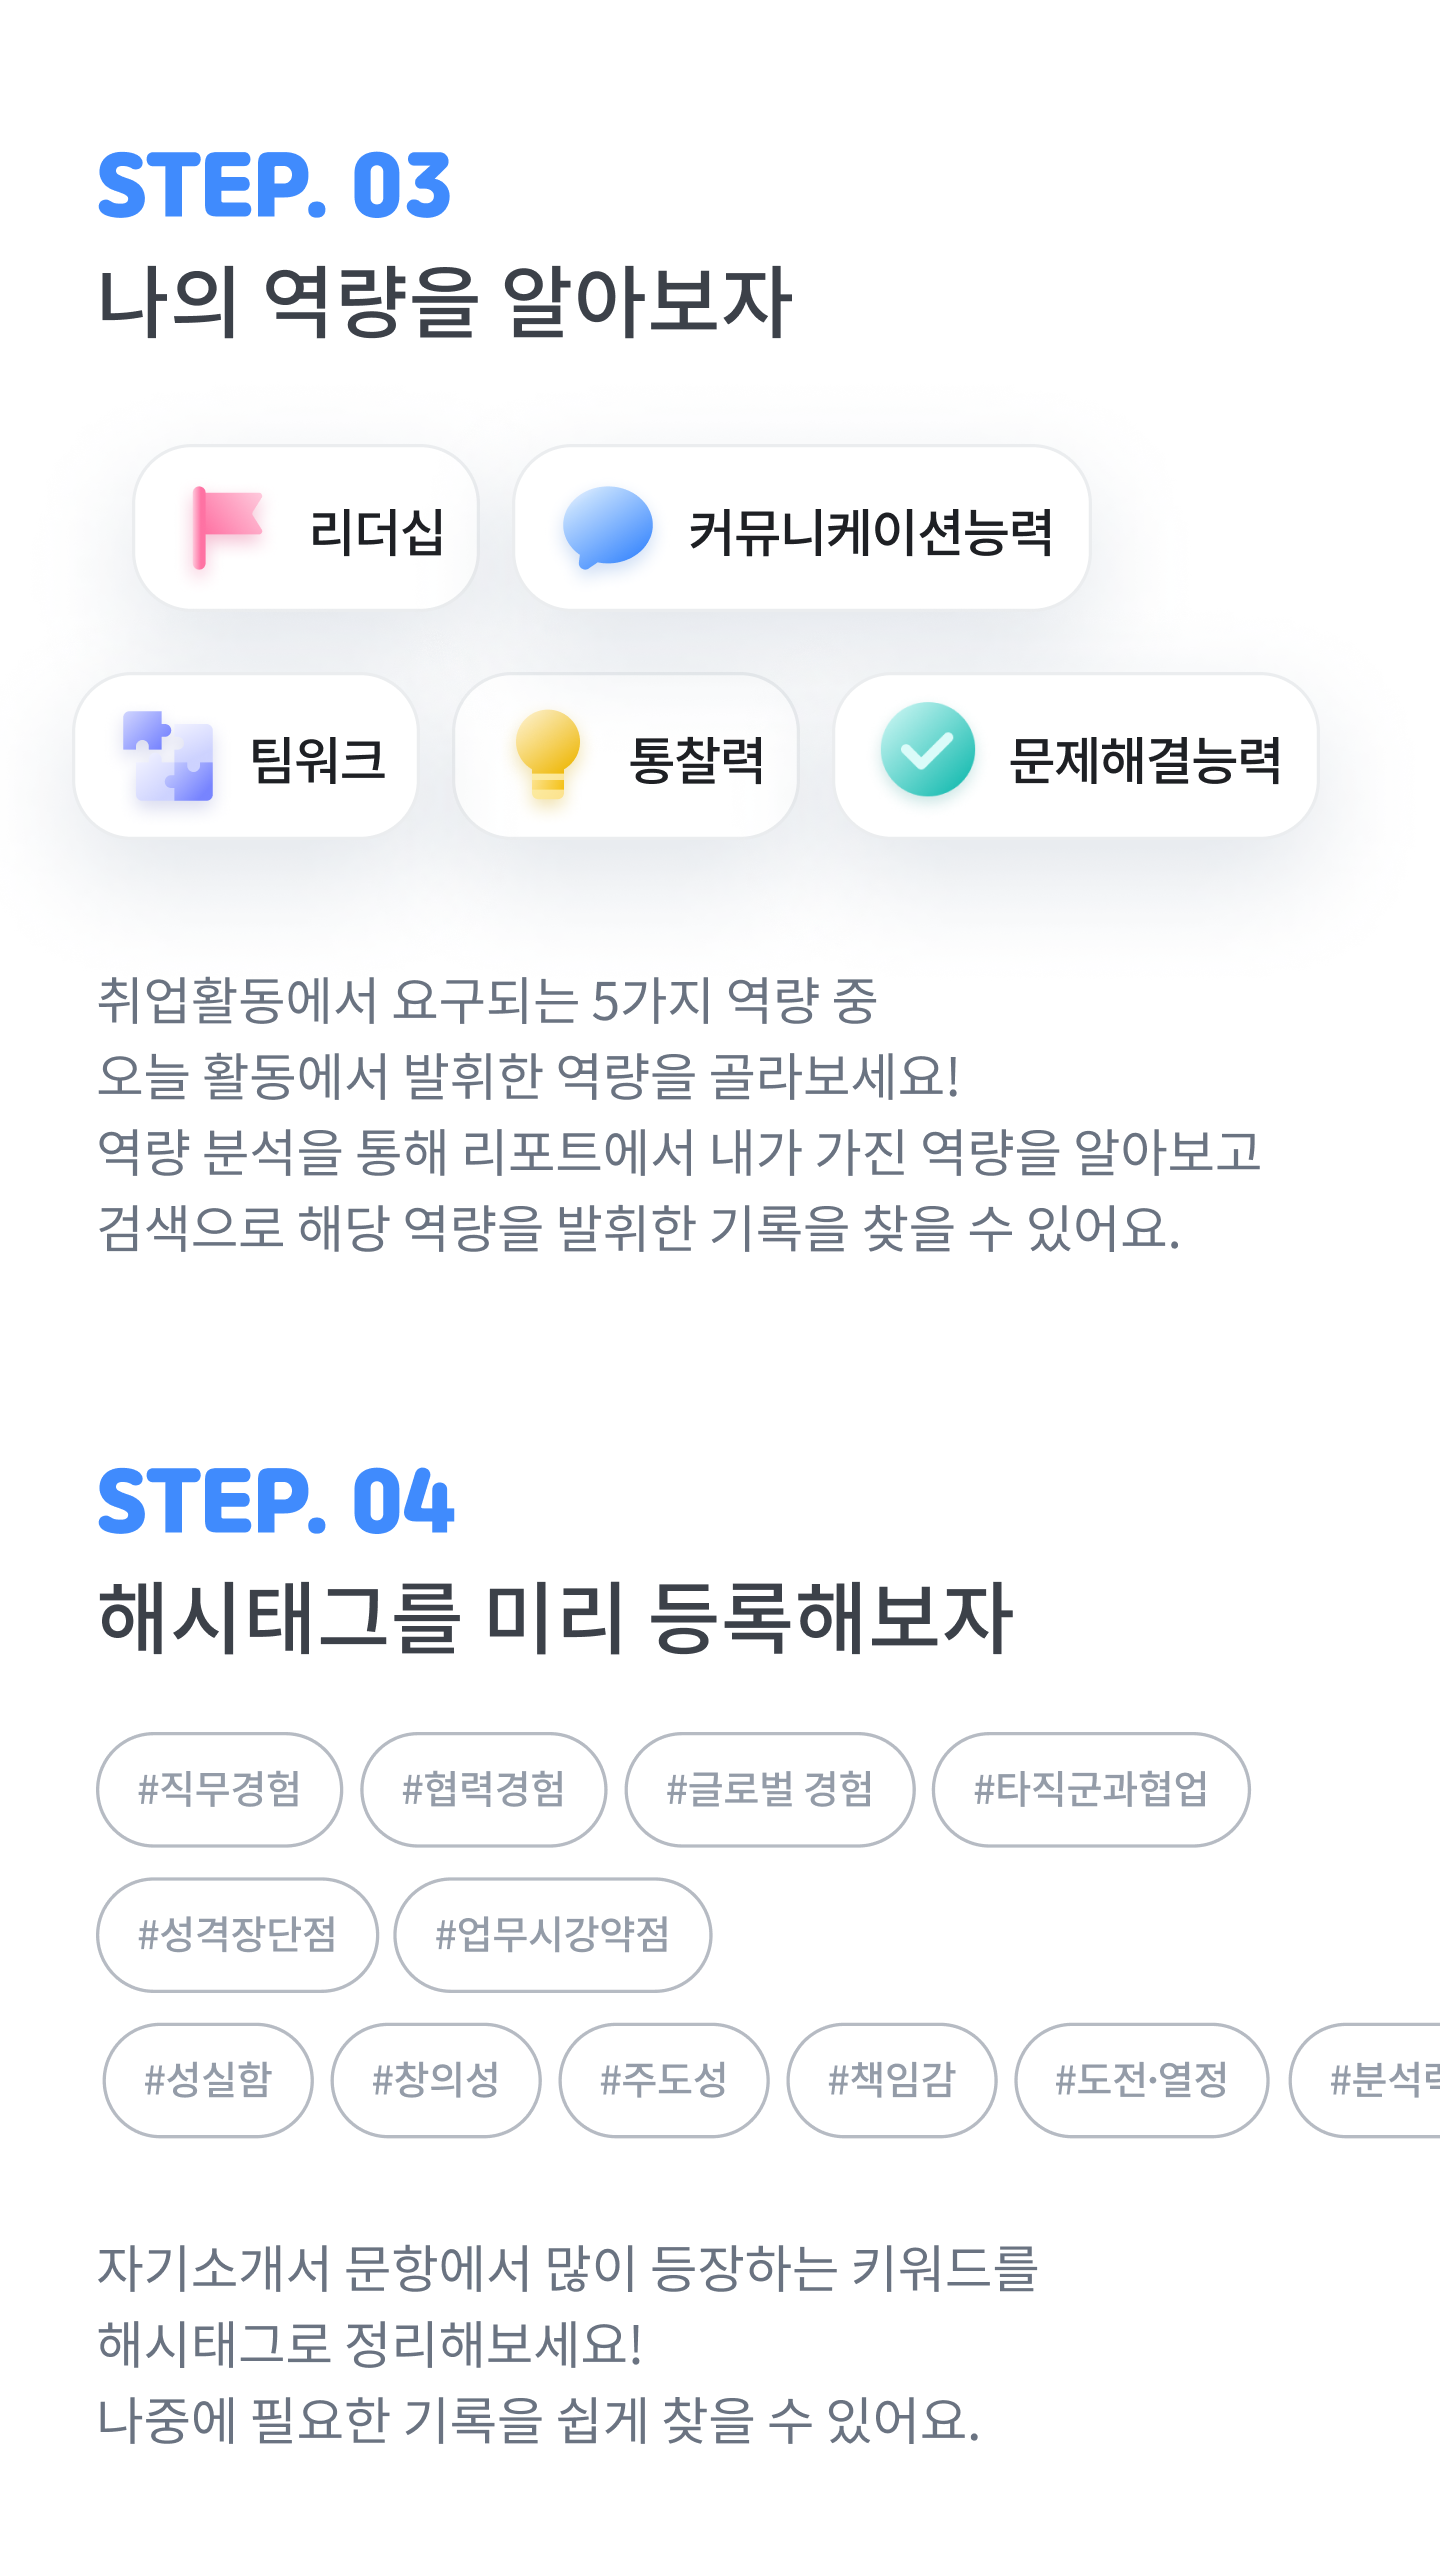 STEP. 03
나의 역량을 알아보자
리더십 커뮤니케이션능력
팀워크 통찰력 문제해결능력
취업활동에서 요구되는 5가지 역량 중
오늘 활동에서 발휘한 역량을 골라보세요!
역량 분석을 통해 리포트에서 내가 가진 역량을 알아보고
검색으로 해당 역량을 발휘한 기록을 찾을 수 있어요.
STEP. 04
해시태그를 미리 등록해보자
#직무경험 #협력경험 #글로벌 경험 #타직군과협업
#성격장단점 #업무시강약점
#성실함 #창의성 #주도성 #책임감 #도전·열정
자기소개서 문항에서 많이 등장하는 키워드를
해시태그로 정리해보세요!
나중에 필요한 기록을 쉽게 찾을 수 있어요.